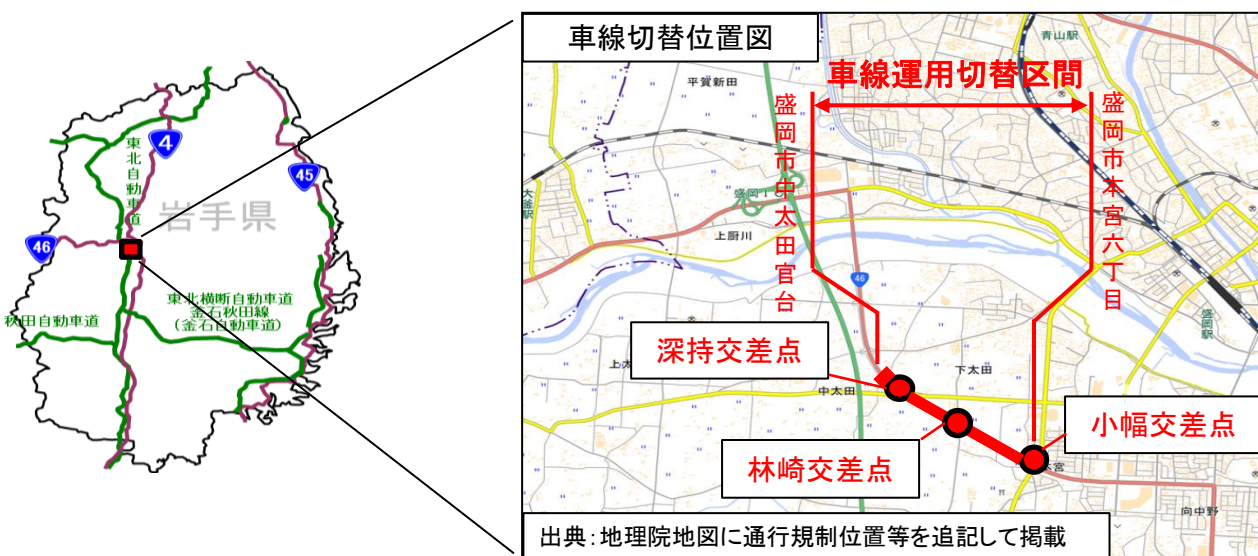 車線切替位置図
車線運用切替区間
盛岡市中太田官台
盛岡市本宮六丁目
青山駅
平賀新田
大釜駅
盛岡IC
上厨川
46
盛岡駅
深持交差点
中太田
下太田
林崎交差点
小幅交差点
向中野
出典:地理院地図に通行規制位置等を追記して掲載
4
45
46
東北自動車道
岩手県
東北横断自動車道
釜石秋田線
(釜石自動車道)
秋田自動車道